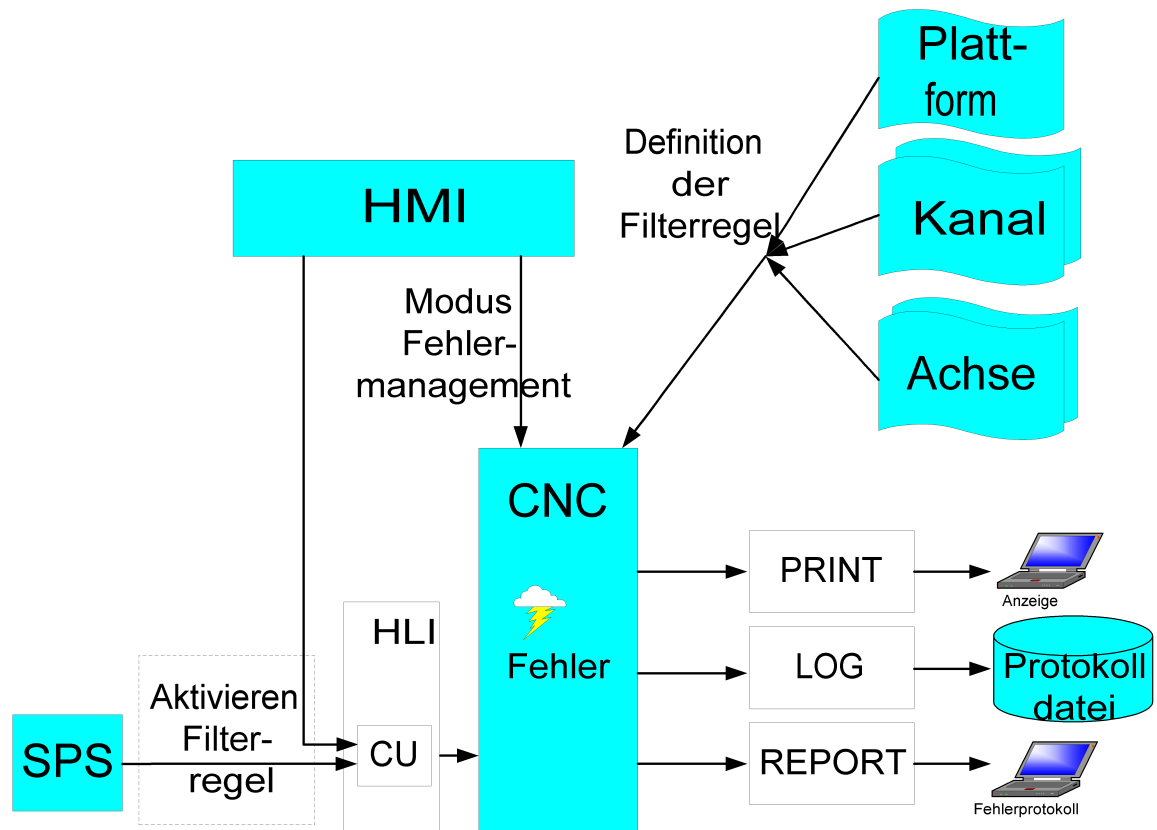 Platt-
form
Definition
der
Filterregel
HMI
Kanal
Modus
Fehler-
management
Achse
CNC
PRINT
Anzeige
HLI
Fehler
LOG
Protokoll
datei
Aktivieren
Filter-
regel
SPS
CU
REPORT
Fehlerprotokoll